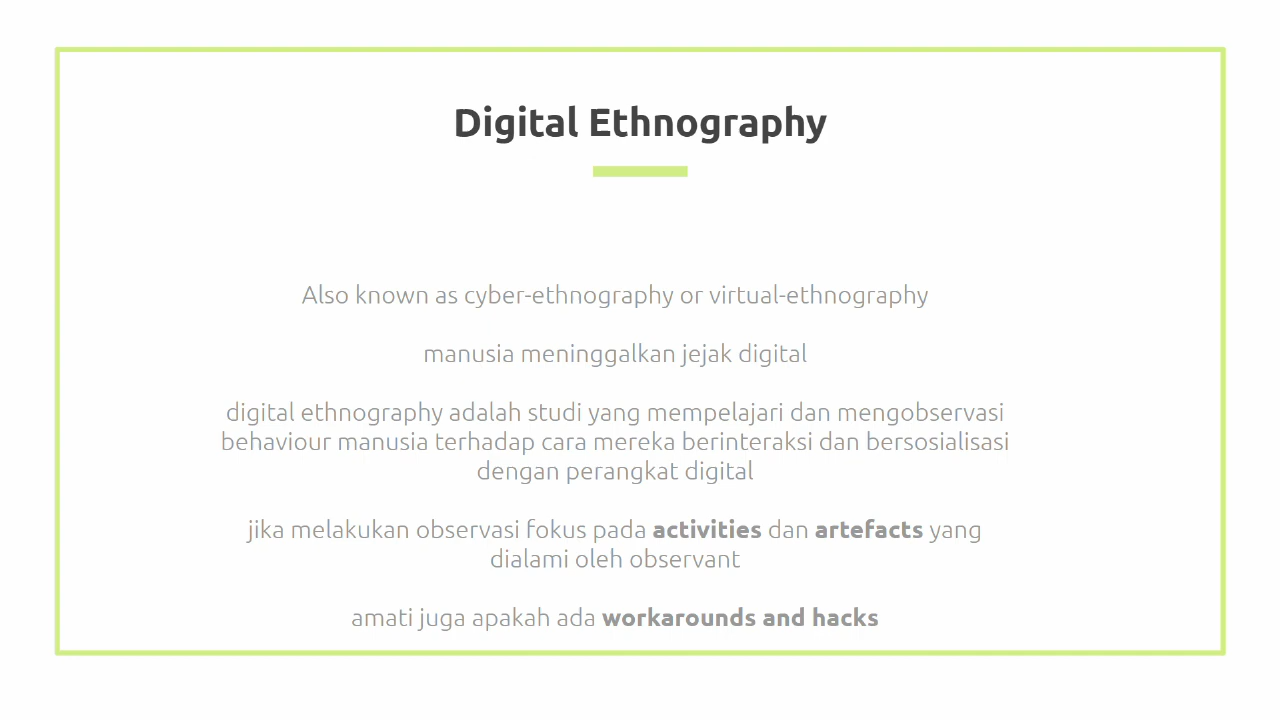 Digital Ethnography
Also known as cyber-ethnography or virtual-ethnography
manusia meninggalkan jejak digital
digital ethnography adalah studi yang mempelajari dan mengobservasi
behaviour manusia terhadap cara mereka berinteraksi dan bersosialisasi
dengan perangkat digital
jika melakukan observasi fokus pada activities dan artefacts yang
dialami oleh observant
amati juga apakah ada workarounds and hacks